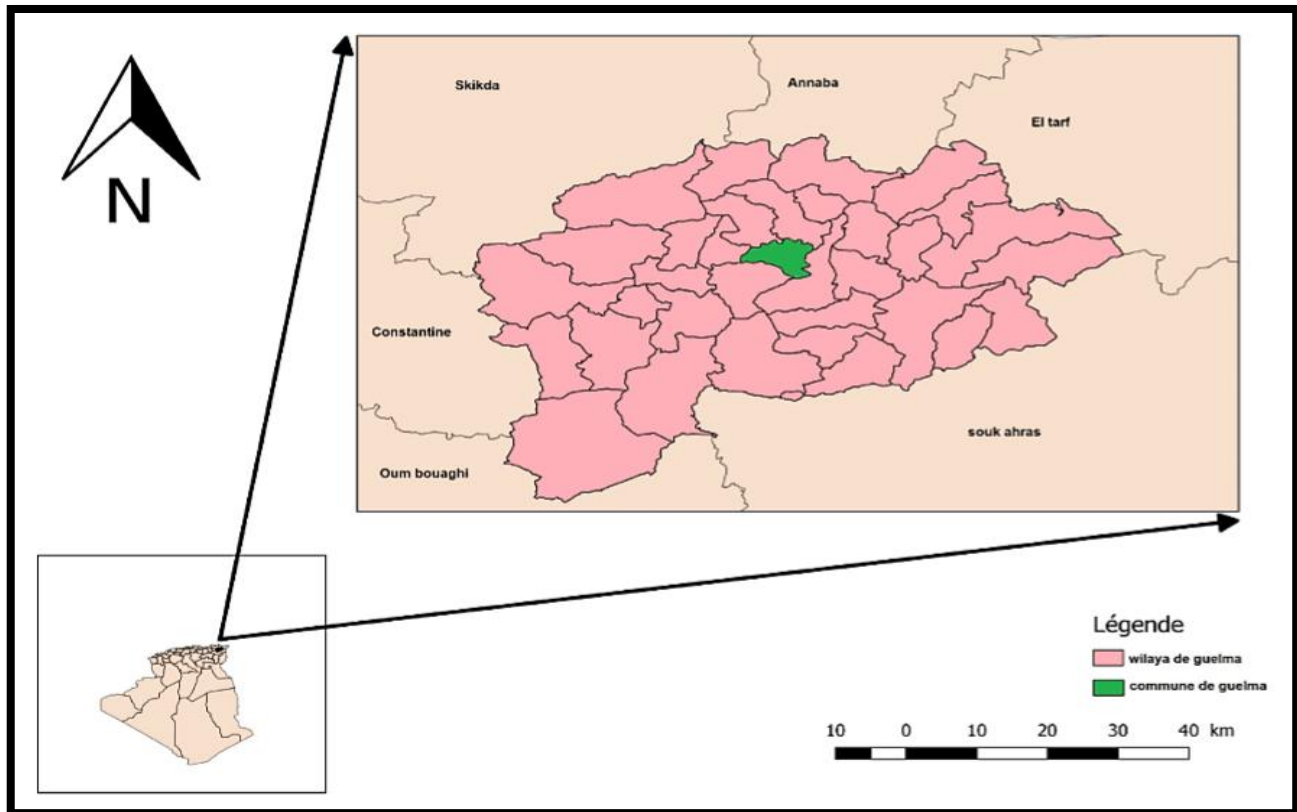 N
Skikda
Annaba
El tarf
Constantine
souk ahras
Oum bouaghi
Légende
wilaya de guelma
commune de guelma
10 0 10 20 30 40 km